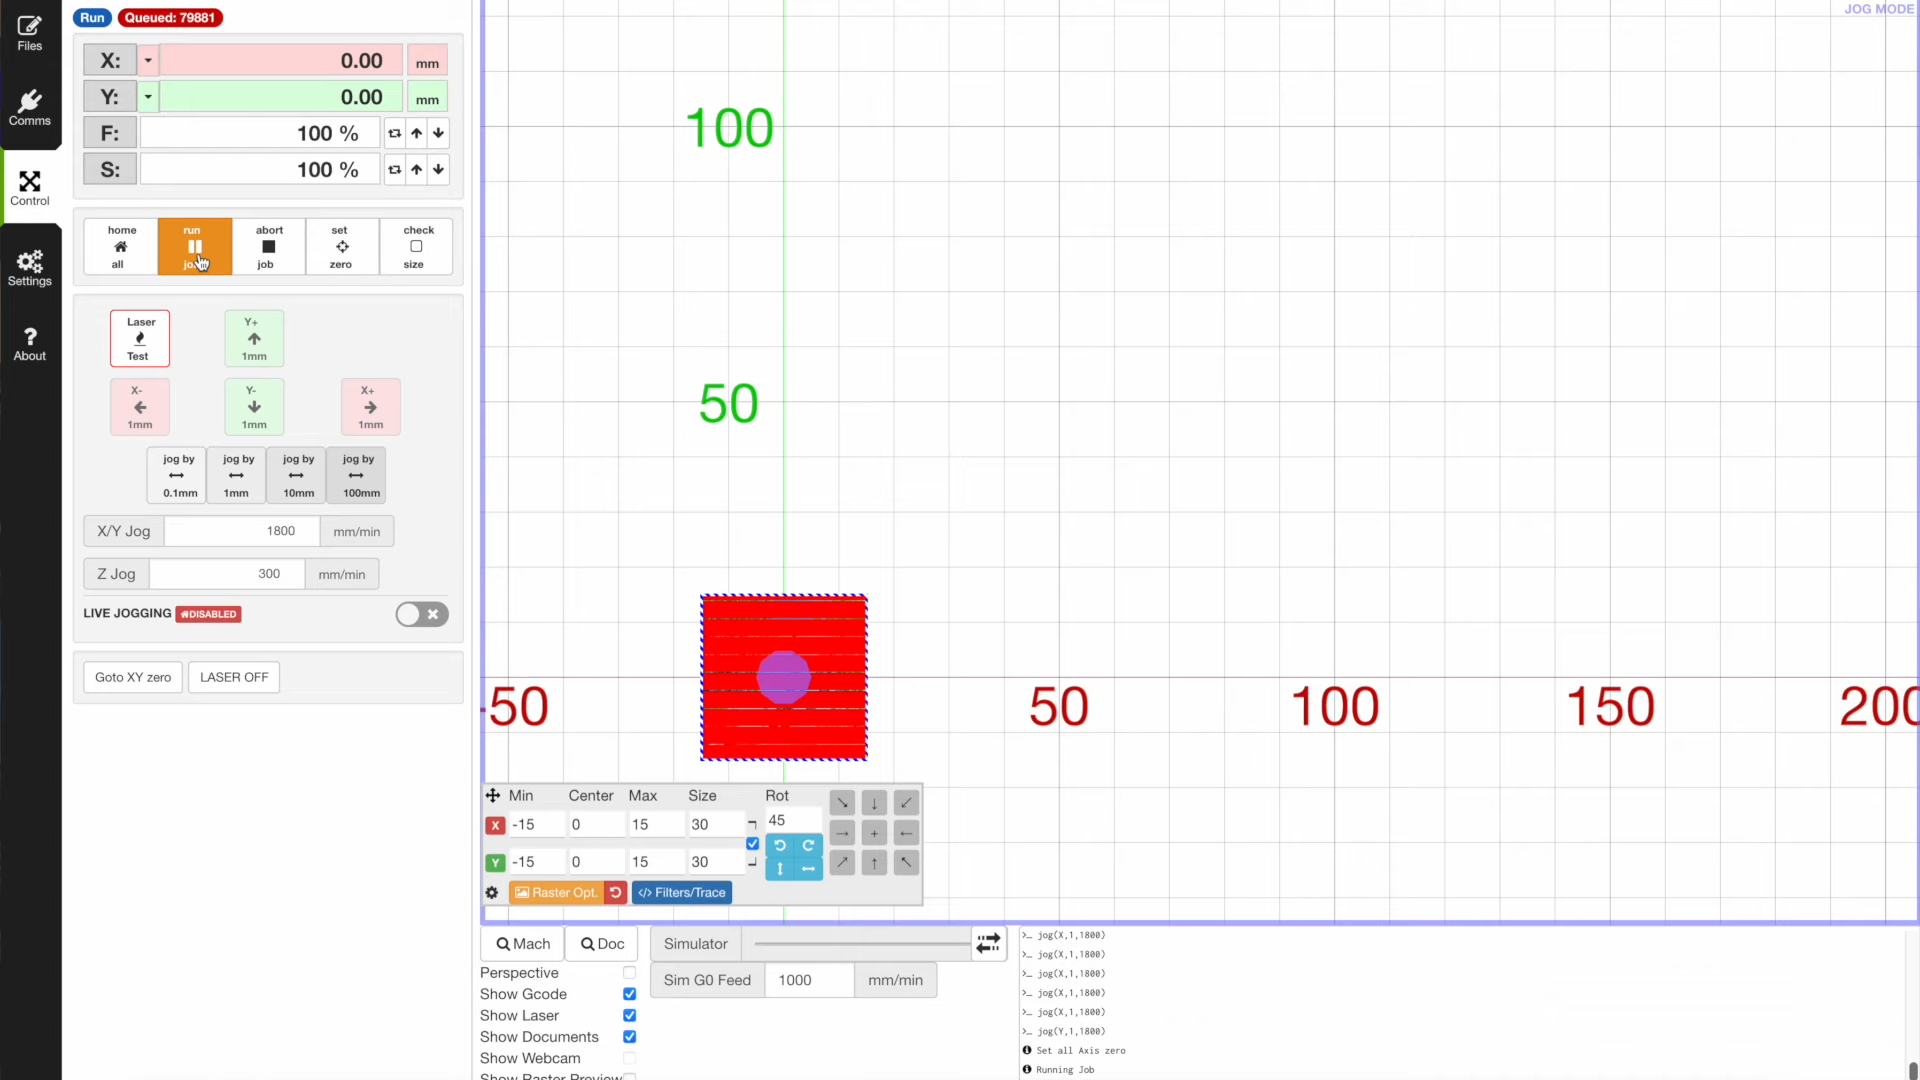 Run Queued: 79881
JOG MODE
Files
Comms
Control
Settings
? About
X: 0.00 mm
Y: 0.00 mm
F: 100 %
S: 100 %
home all
run
abort job
set zero
check size
Laser Test
Y+ 1mm
X- 1mm
Y- 1mm
X+ 1mm
jog by 0.1mm
jog by 1mm
jog by 10mm
jog by 100mm
X/Y Jog 1800 mm/min
Z Jog 300 mm/min
LIVE JOGGING DISABLED
Goto XY zero LASER OFF
100
50
-50 50 100 150 200
Min Center Max Size Rot
X -15 0 15 30 45
Y -15 0 15 30
Raster Opt. </> Filters/Trace
Mach Doc Simulator
Perspective
Show Gcode
Show Laser
Show Documents
Show Webcam
Show Raster Preview
Sim G0 Feed 1000 mm/min
>_ jog(X,1,1800)
>_ jog(X,1,1800)
>_ jog(X,1,1800)
>_ jog(X,1,1800)
>_ jog(X,1,1800)
>_ jog(Y,1,1800)
Set all Axis zero
Running Job